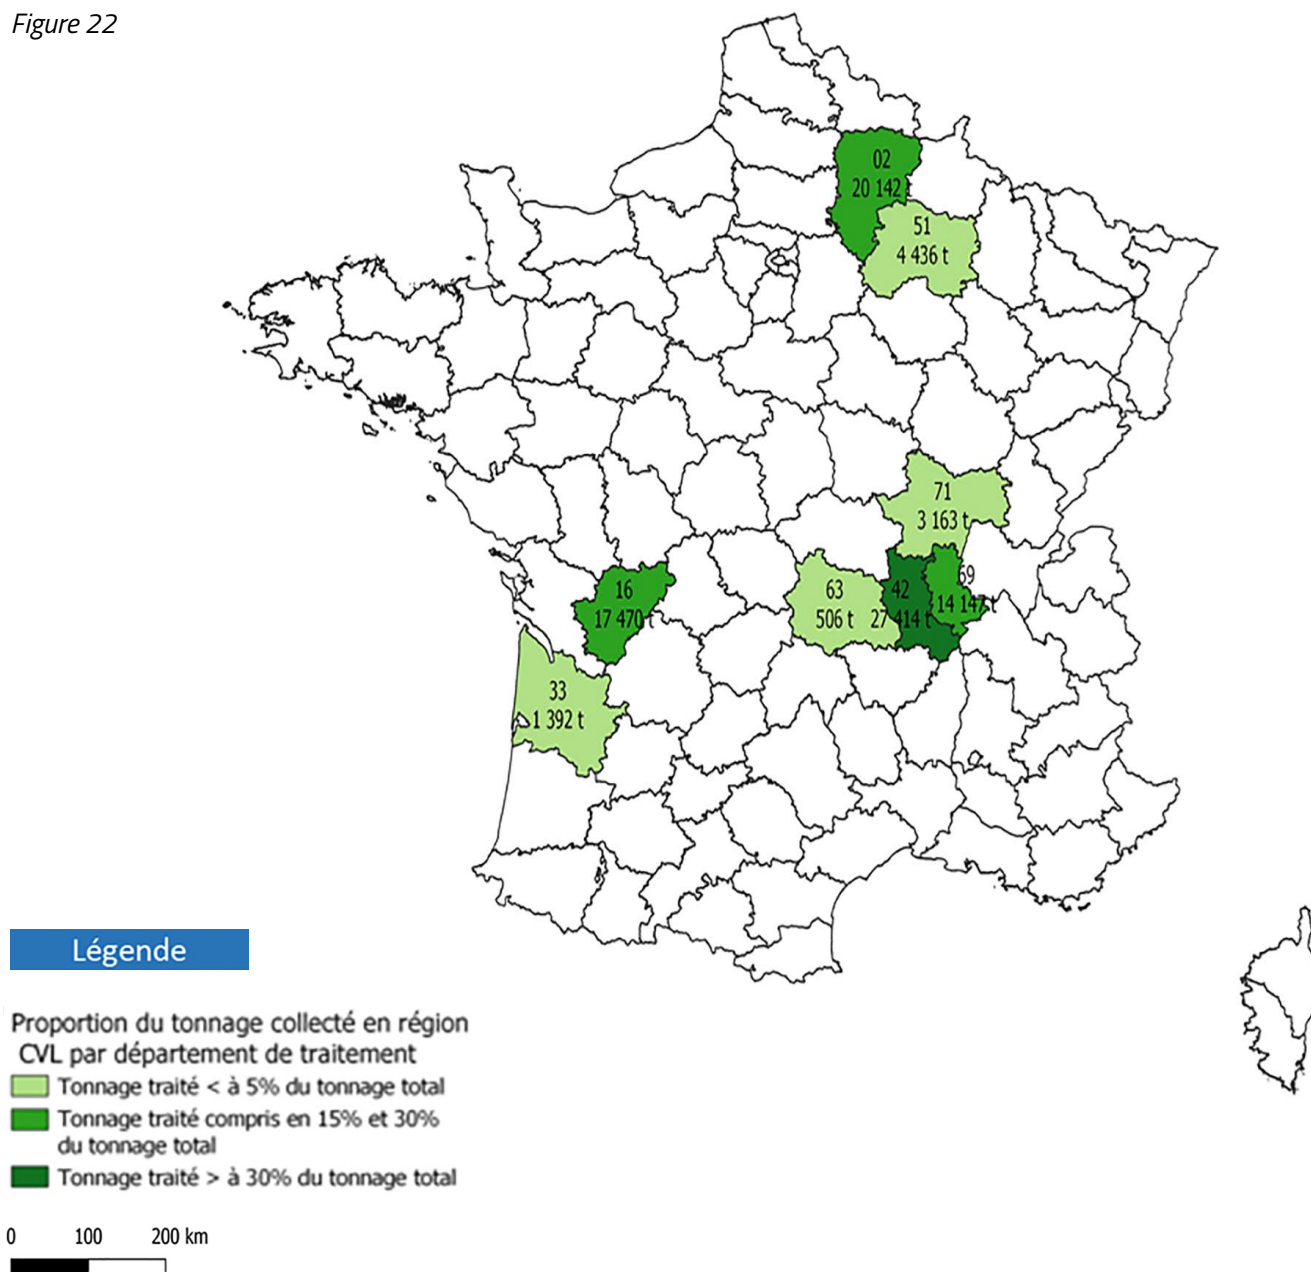 Figure 22
02
20 142 t
51
4 436 t
71
3 163 t
69
14 147 t
42
27 414 t
63
506 t
16
17 470 t
33
1 392 t
Légende
Proportion du tonnage collecté en région
CVL par département de traitement
Tonnage traité < à 5% du tonnage total
Tonnage traité compris en 15% et 30%
du tonnage total
Tonnage traité > à 30% du tonnage total
0 100 200 km